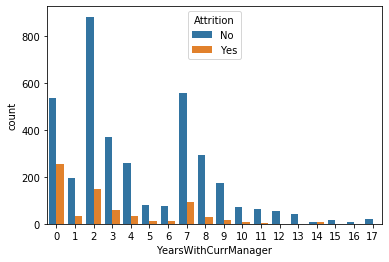 Attrition
No
Yes
800
600
400
200
0
count
0 1 2 3 4 5 6 7 8 9 10 11 12 13 14 15 16 17
YearsWithCurrManager